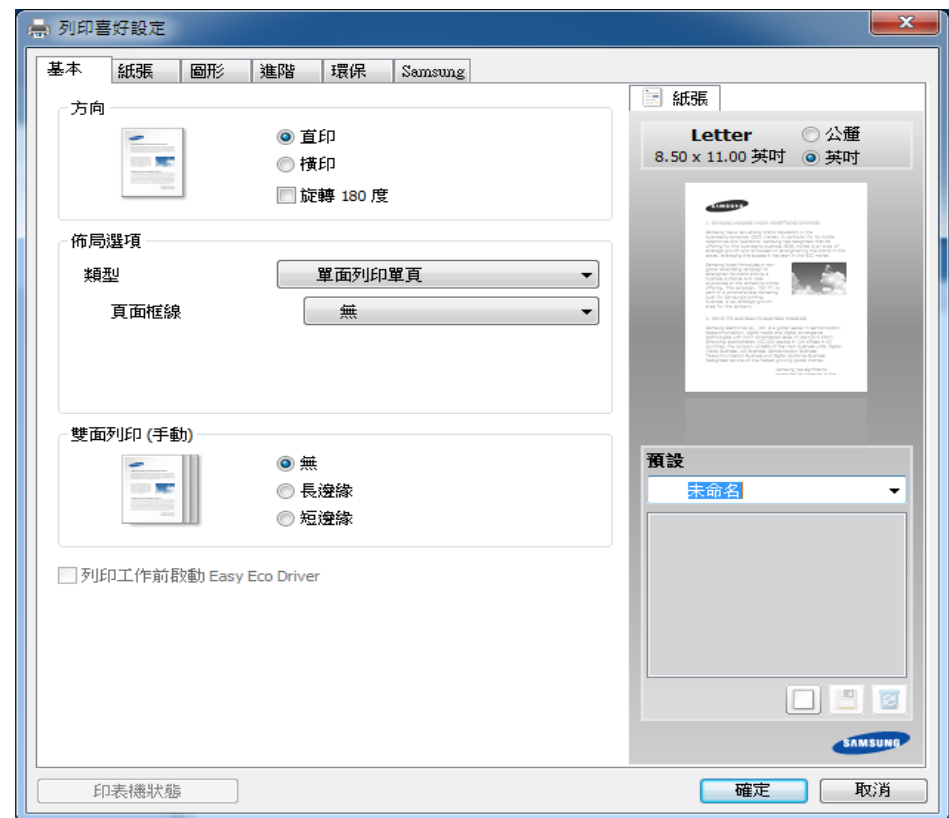 列印喜好設定
基本 紙張 圖形 進階 環保 Samsung
方向
直印
橫印
旋轉 180 度
佈局選項
類型 單面列印單頁
頁面框線 無
雙面列印 (手動)
無
長邊緣
短邊緣
列印工作前啟動 Easy Eco Driver
紙張
Letter 公釐
8.50 x 11.00 英吋 英吋
SAMSUNG
預設
未命名
SAMSUNG
印表機狀態 確定 取消